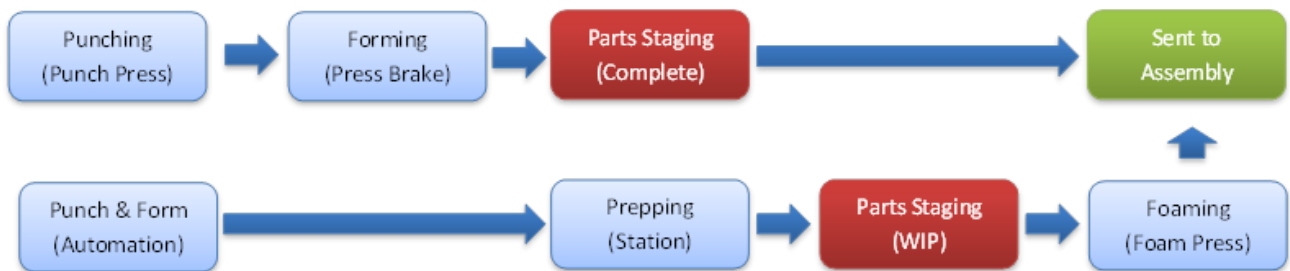 Punching
(Punch Press)
Forming
(Press Brake)
Parts Staging
(Complete)
Sent to
Assembly
Punch & Form
(Automation)
Prepping
(Station)
Parts Staging
(WIP)
Foaming
(Foam Press)